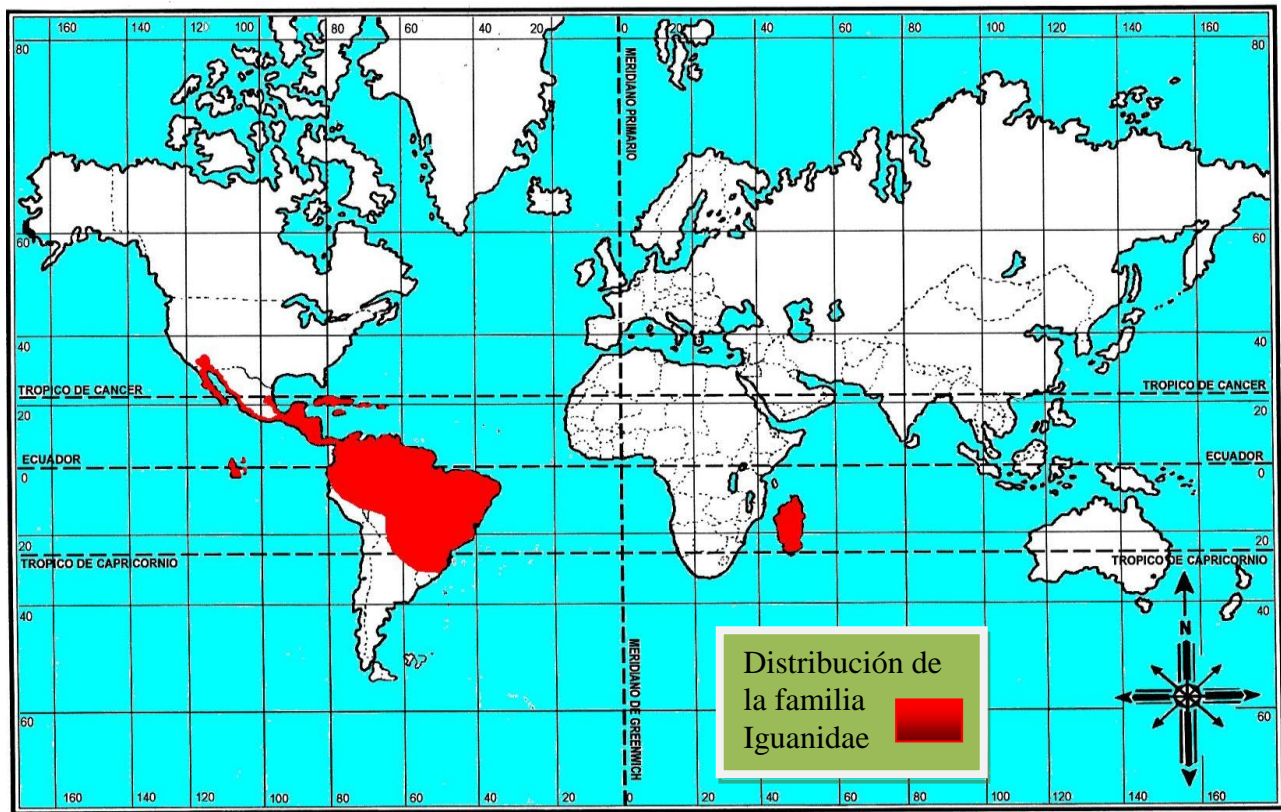 160 120 100 80 60 40 20 20 40 60 80 100 120 140 160
80 80
MERIDIANO PRIMARIO
60 60
40 40
TROPICO DE CANCER TROPICO DE CANCER
20 20
ECUADOR ECUADOR
0 0
20 20
TROPICO DE CAPRICORNIO TROPICO DE CAPRICORNIO
40 40
N
MERIDIANO DE GREENWICH
Distribución de
la familia
Iguanidae
60 60
160 140 120 100 80 60 40 20 0 20 40 60 80 100 120 140 160